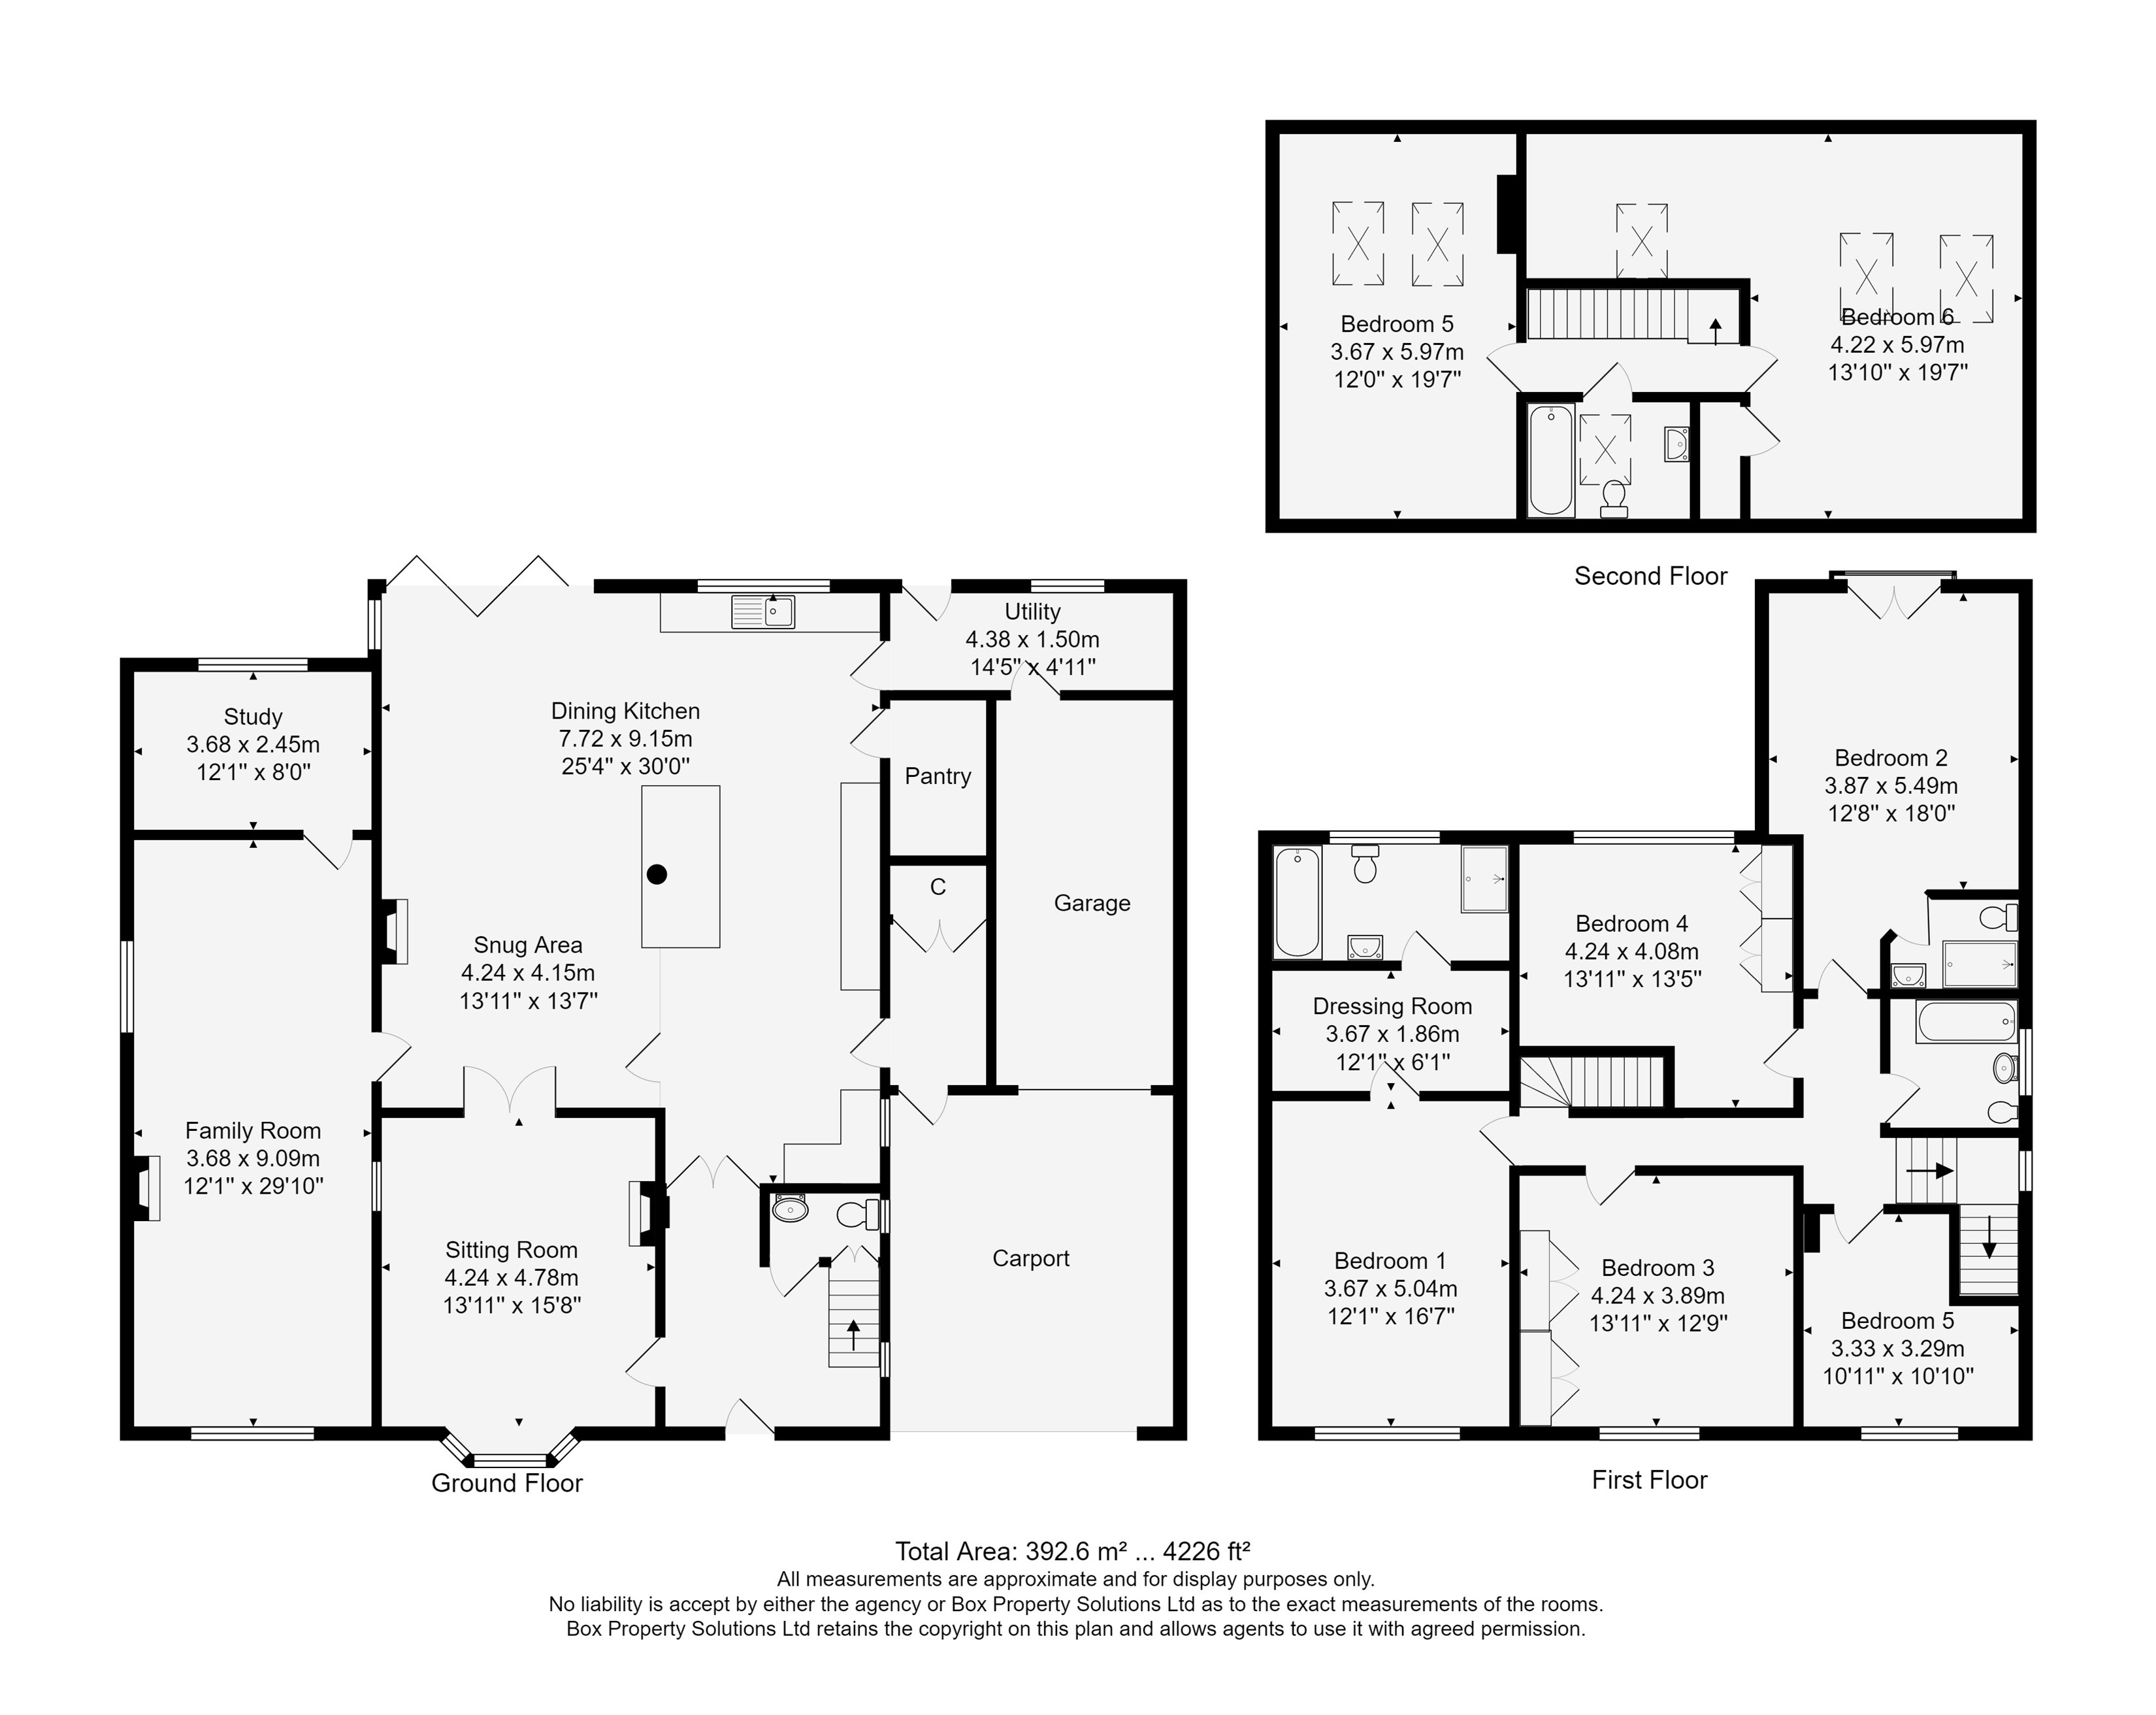 Bedroom 5
3.67 x 5.97m
12'0" x 19'7"
Bedroom 6
4.22 x 5.97m
13'10" x 19'7"
Second Floor
Study
3.68 x 2.45m
12'1" x 8'0"
Dining Kitchen
7.72 x 9.15m
25'4" x 30'0"
Utility
4.38 x 1.50m
14'5" x 4'11"
Pantry
C
Garage
Snug Area
4.24 x 4.15m
13'11" x 13'7"
Family Room
3.68 x 9.09m
12'1" x 29'10"
Sitting Room
4.24 x 4.78m
13'11" x 15'8"
Carport
Ground Floor
Bedroom 2
3.87 x 5.49m
12'8" x 18'0"
Bedroom 4
4.24 x 4.08m
13'11" x 13'5"
Dressing Room
3.67 x 1.86m
12'1" x 6'1"
Bedroom 1
3.67 x 5.04m
12'1" x 16'7"
Bedroom 3
4.24 x 3.89m
13'11" x 12'9"
Bedroom 5
3.33 x 3.29m
10'11" x 10'10"
First Floor
Total Area: 392.6 m² ... 4226 ft²
All measurements are approximate and for display purposes only.
No liability is accept by either the agency or Box Property Solutions Ltd as to the exact measurements of the rooms.
Box Property Solutions Ltd retains the copyright on this plan and allows agents to use it with agreed permission.